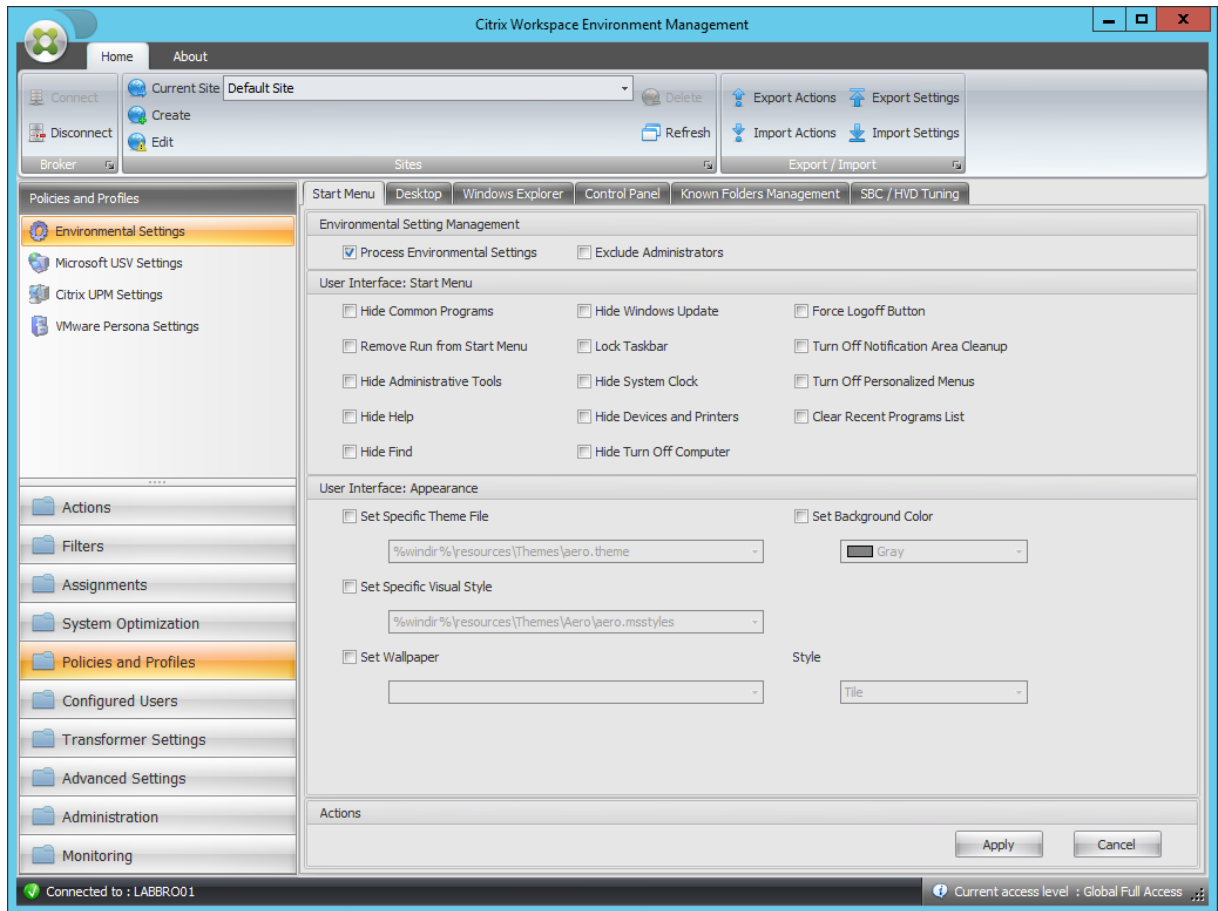 Citrix Workspace Environment Management
Home About
Connect
Disconnect
Broker
Current Site Default Site
Create
Edit
Delete
Refresh
Sites
Export Actions Export Settings
Import Actions Import Settings
Export / Import
Policies and Profiles
Environmental Settings
Microsoft USV Settings
Citrix UPM Settings
VMware Persona Settings
Actions
Filters
Assignments
System Optimization
Policies and Profiles
Configured Users
Transformer Settings
Advanced Settings
Administration
Monitoring
Start Menu Desktop Windows Explorer Control Panel Known Folders Management SBC / HVD Tuning
Environmental Setting Management
Process Environmental Settings Exclude Administrators
User Interface: Start Menu
Hide Common Programs Hide Windows Update Force Logoff Button
Remove Run from Start Menu Lock Taskbar Turn Off Notification Area Cleanup
Hide Administrative Tools Hide System Clock Turn Off Personalized Menus
Hide Help Hide Devices and Printers Clear Recent Programs List
Hide Find Hide Turn Off Computer
User Interface: Appearance
Set Specific Theme File Set Background Color
%windir%\resources\Themes\aero.theme Gray
Set Specific Visual Style
%windir%\resources\Themes\Aero\aero.msstyles
Set Wallpaper Style
Tile
Actions
Apply Cancel
Connected to : LABBRO01 Current access level : Global Full Access